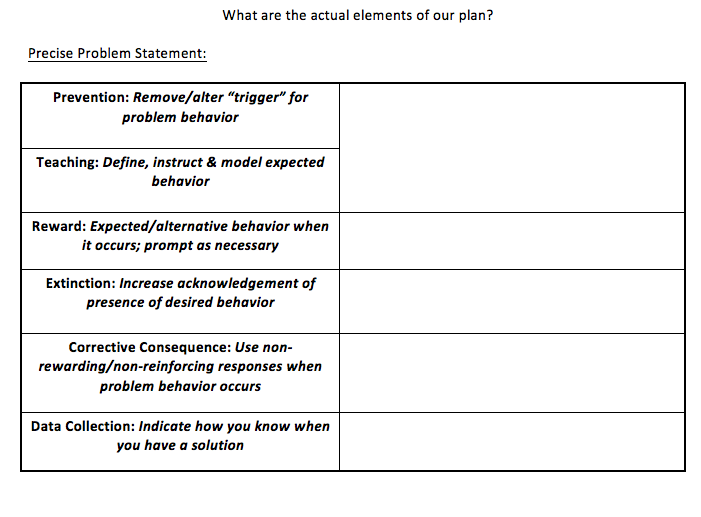 What are the actual elements of our plan?
Precise Problem Statement:
Prevention: Remove/alter “trigger” for
problem behavior
Teaching: Define, instruct & model expected
behavior
Reward: Expected/alternative behavior when
it occurs; prompt as necessary
Extinction: Increase acknowledgement of
presence of desired behavior
Corrective Consequence: Use non-
rewarding/non-reinforcing responses when
problem behavior occurs
Data Collection: Indicate how you know when
you have a solution